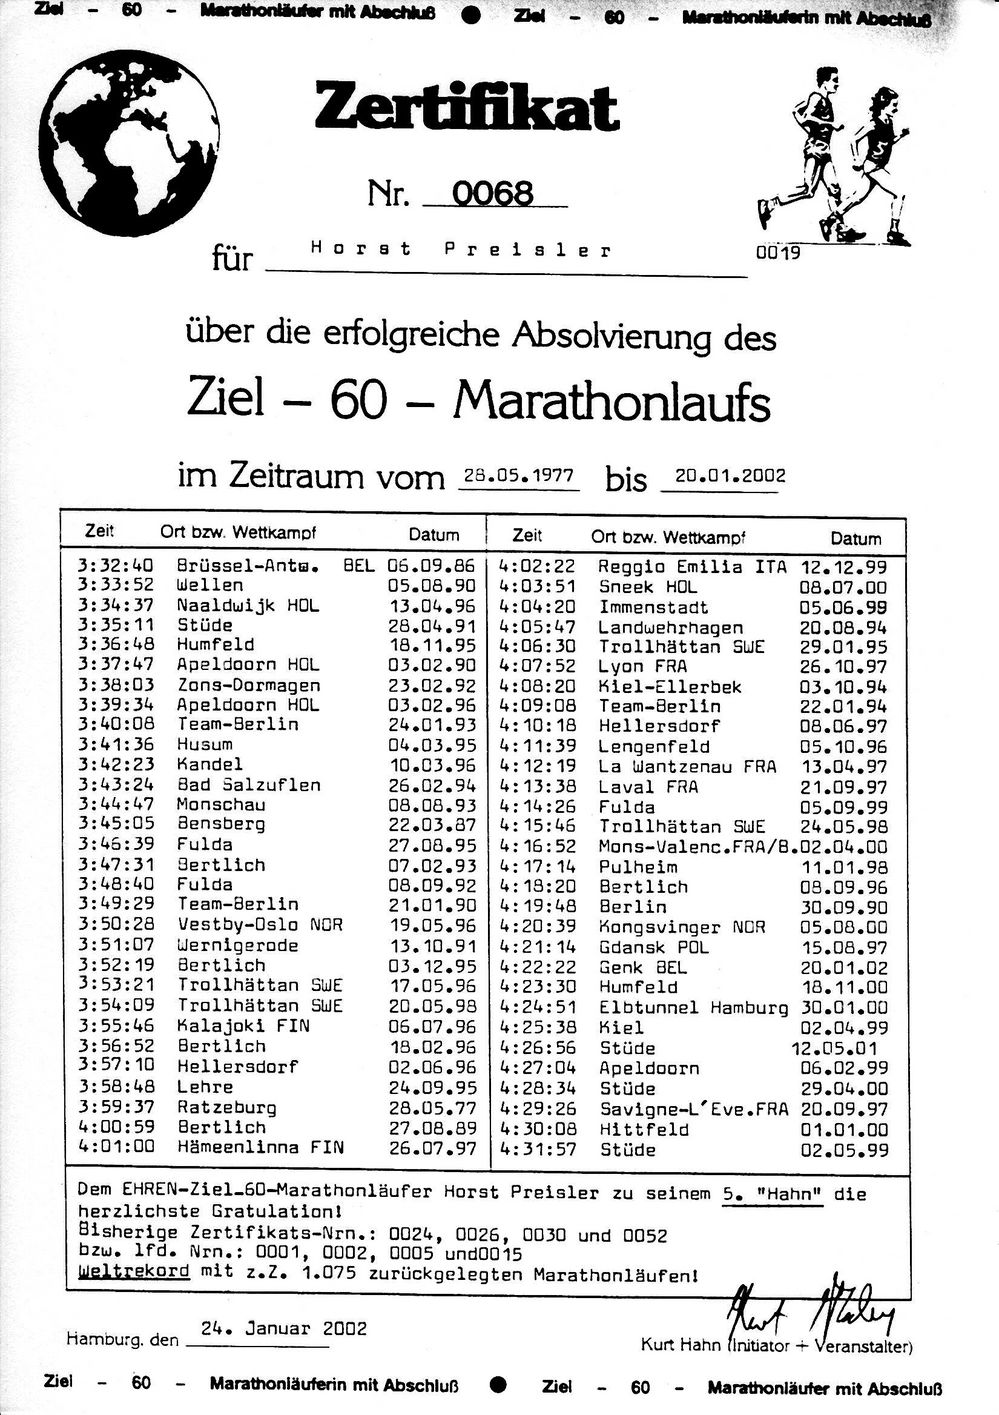 Ziel - 60 - Marathonläufer mit Abschluß ● Ziel - 60 - Marathonläuferin mit Abschluß
Zertifikat
Nr. 0068
für Horst Preisler 0019
über die erfolgreiche Absolvierung des
Ziel - 60 - Marathonlaufs
im Zeitraum vom 28.05.1977 bis 20.01.2002
Zeit Ort bzw. Wettkampf Datum Zeit Ort bzw. Wettkampf Datum
3:32:40 Brüssel-Antw. BEL 06.09.86 4:02:22 Reggio Emilia ITA 12.12.99
3:33:52 Wellen 05.08.90 4:03:51 Sneek HOL 08.07.00
3:34:37 Naaldwijk HOL 13.04.96 4:04:20 Immenstadt 05.06.99
3:35:11 Stüde 28.04.91 4:05:47 Landwehrhagen 20.08.94
3:36:48 Humfeld 18.11.95 4:06:30 Trollhättan SWE 29.01.95
3:37:47 Apeldoorn HOL 03.02.90 4:07:52 Lyon FRA 26.10.97
3:38:03 Zons-Dormagen 23.02.92 4:08:20 Kiel-Ellerbek 03.10.94
3:39:34 Apeldoorn HOL 03.02.96 4:09:08 Team-Berlin 22.01.94
3:40:08 Team-Berlin 24.01.93 4:10:18 Hellersdorf 08.06.97
3:41:36 Husum 04.03.95 4:11:39 Lengenfeld 05.10.96
3:42:23 Kandel 10.03.96 4:12:19 La Wantzenau FRA 13.04.97
3:43:24 Bad Salzuflen 26.02.94 4:13:38 Laval FRA 21.09.97
3:44:47 Monschau 08.08.93 4:14:26 Fulda 05.09.99
3:45:05 Bensberg 22.03.87 4:15:46 Trollhättan SWE 24.05.98
3:46:39 Fulda 27.08.95 4:16:52 Mons-Valenc.FRA/B.02.04.00
3:47:31 Bertlich 07.02.93 4:17:14 Pulheim 11.01.98
3:48:40 Fulda 08.09.92 4:18:20 Bertlich 08.09.96
3:49:29 Team-Berlin 21.01.90 4:19:48 Berlin 30.09.90
3:50:28 Vestby-Oslo NOR 19.05.96 4:20:39 Kongsvinger NOR 05.08.00
3:51:07 Wernigerode 13.10.91 4:21:14 Gdansk POL 15.08.97
3:52:19 Bertlich 03.12.95 4:22:22 Genk BEL 20.01.02
3:53:21 Trollhättan SWE 17.05.96 4:23:30 Humfeld 18.11.00
3:54:09 Trollhättan SWE 20.05.98 4:24:51 Elbtunnel Hamburg 30.01.00
3:55:46 Kalajoki FIN 06.07.96 4:25:38 Kiel 02.04.99
3:56:52 Bertlich 18.02.96 4:26:56 Stüde 12.05.01
3:57:10 Hellersdorf 02.06.96 4:27:04 Apeldoorn 06.02.99
3:58:48 Lehre 24.09.95 4:28:34 Stüde 29.04.00
3:59:37 Ratzeburg 28.05.77 4:29:26 Savigne-L'Eve.FRA 20.09.97
4:00:59 Bertlich 27.08.89 4:30:08 Hittfeld 01.01.00
4:01:00 Hämeenlinna FIN 26.07.97 4:31:57 Stüde 02.05.99
Dem EHREN-Ziel-60-Marathonläufer Horst Preisler zu seinem 5. "Hahn" die
herzlichste Gratulation!
Bisherige Zertifikats-Nrn.: 0024, 0026, 0030 und 0052
bzw. lfd. Nrn.: 0001, 0002, 0005 und0015
Weltrekord mit z.Z. 1.075 zurückgelegten Marathonläufen!
Hamburg, den 24. Januar 2002
Kurt Hahn (Initiator + Veranstalter)
Ziel - 60 - Marathonläuferin mit Abschluß ● Ziel - 60 - Marathonläufer mit Abschluß